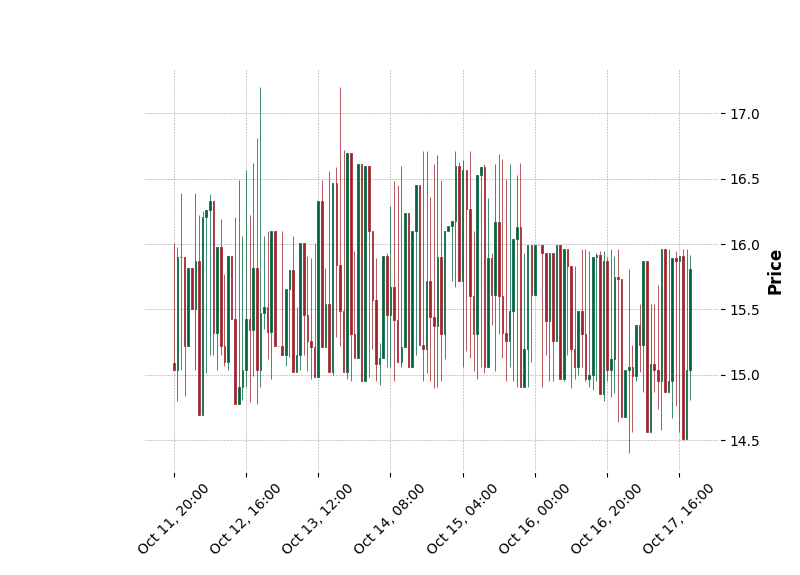 17.0
16.5
16.0
15.5
15.0
14.5
Price
Oct 11, 20:00
Oct 12, 16:00
Oct 13, 12:00
Oct 14, 08:00
Oct 15, 04:00
Oct 16, 00:00
Oct 16, 20:00
Oct 17, 16:00